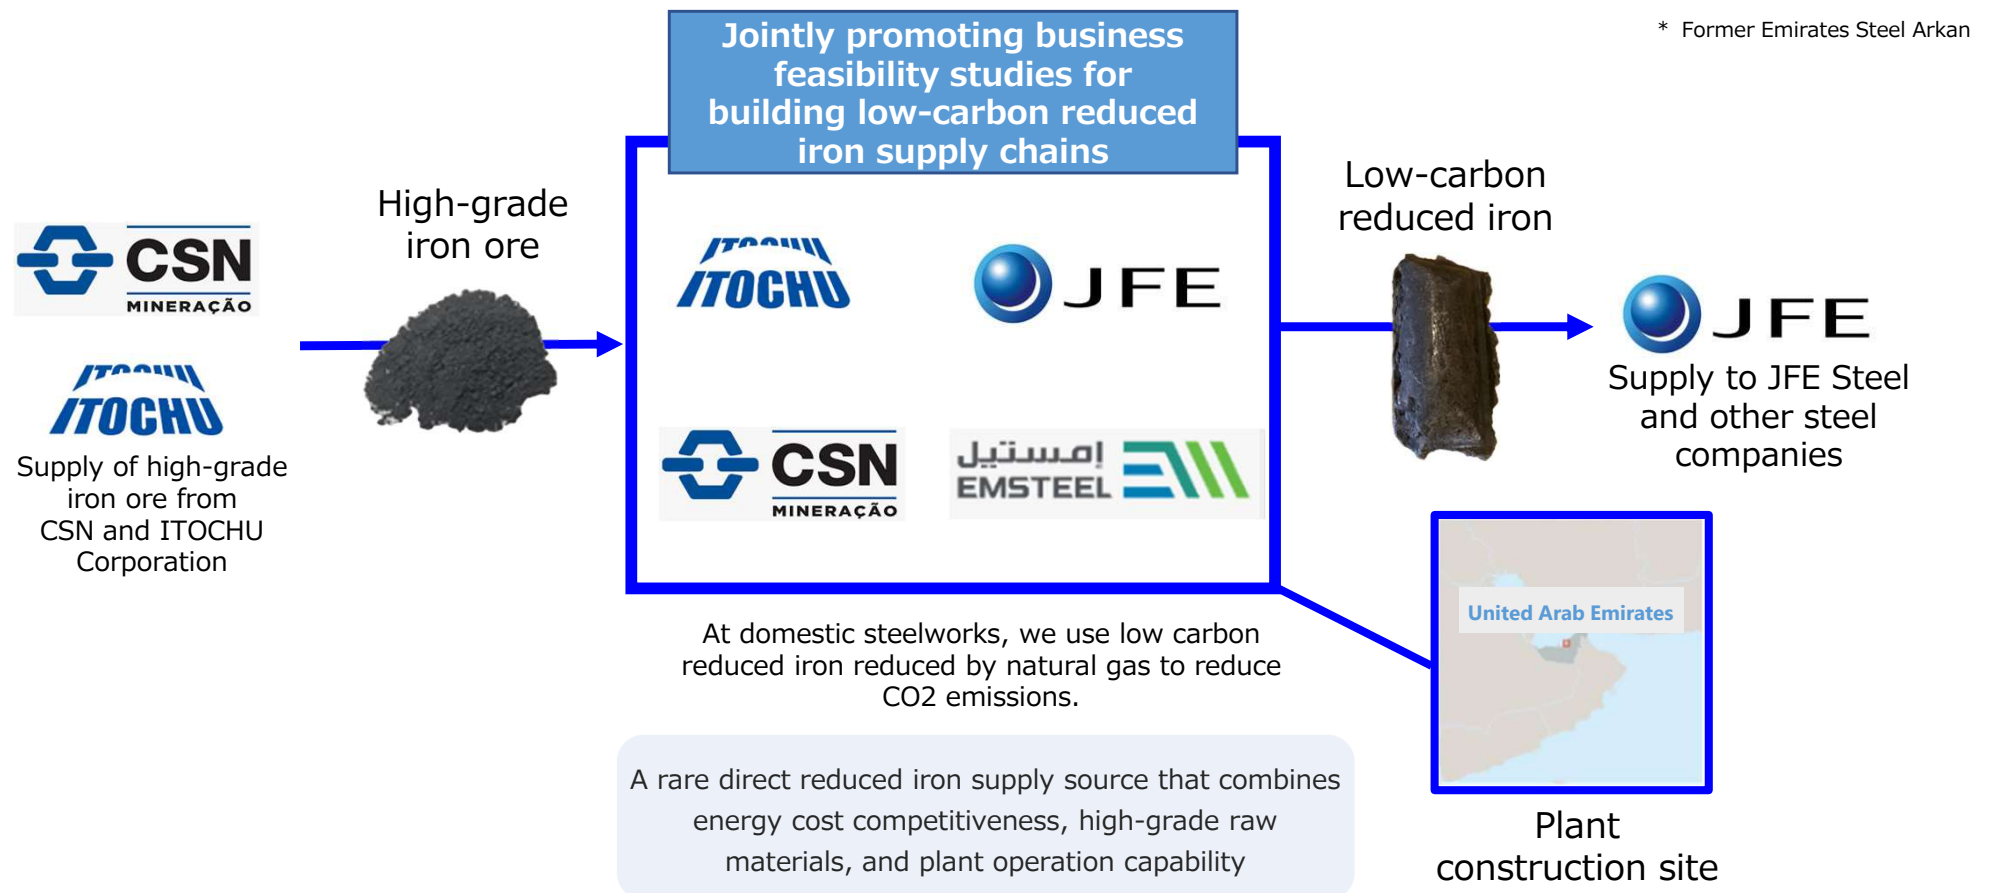 * Former Emirates Steel Arkan
Jointly promoting business
feasibility studies for
building low-carbon reduced
iron supply chains
CSN
MINERAÇÃO
ITOCHU
Supply of high-grade
iron ore from
CSN and ITOCHU
Corporation
High-grade
iron ore
ITOCHU
JFE
CSN
MINERAÇÃO
إمستيل
EMSTEEL
Low-carbon
reduced iron
JFE
Supply to JFE Steel
and other steel
companies
At domestic steelworks, we use low carbon
reduced iron reduced by natural gas to reduce
CO2 emissions.
A rare direct reduced iron supply source that combines
energy cost competitiveness, high-grade raw
materials, and plant operation capability
United Arab Emirates
Plant
construction site